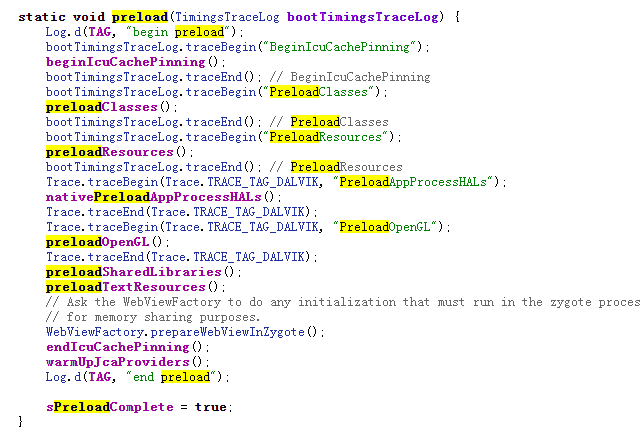 static void preload(TimingsTraceLog bootTimingsTraceLog) {
Log.d(TAG, "begin preload");
bootTimingsTraceLog.traceBegin("BeginIcuCachePinning");
beginIcuCachePinning();
bootTimingsTraceLog.traceEnd(); // BeginIcuCachePinning
bootTimingsTraceLog.traceBegin("PreloadClasses");
preloadClasses();
bootTimingsTraceLog.traceEnd(); // PreloadClasses
bootTimingsTraceLog.traceBegin("PreloadResources");
preloadResources();
bootTimingsTraceLog.traceEnd(); // PreloadResources
Trace.traceBegin(Trace.TRACE_TAG_DALVIK, "PreloadAppProcessHALs");
nativePreloadAppProcessHALs();
Trace.traceEnd(Trace.TRACE_TAG_DALVIK);
Trace.traceBegin(Trace.TRACE_TAG_DALVIK, "PreloadOpenGL");
preloadOpenGL();
Trace.traceEnd(Trace.TRACE_TAG_DALVIK);
preloadSharedLibraries();
preloadTextResources();
// Ask the WebViewFactory to do any initialization that must run in the zygote proces
// for memory sharing purposes.
WebViewFactory.prepareWebViewInZygote();
endIcuCachePinning();
warmUpJcaProviders();
Log.d(TAG, "end preload");
sPreloadComplete = true;
}